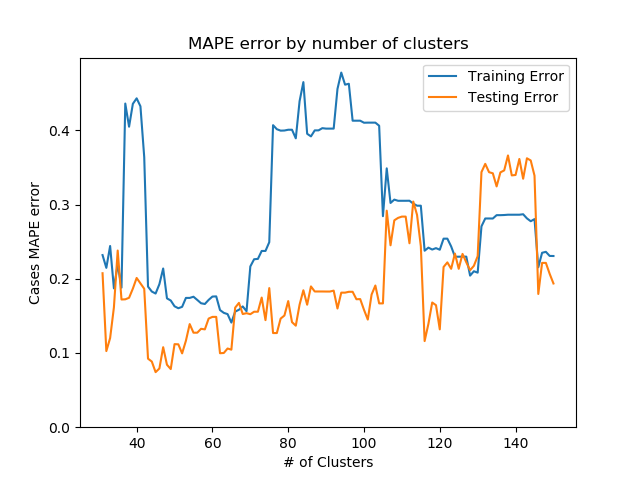 MAPE error by number of clusters
Training Error
Testing Error
Cases MAPE error
0.4
0.3
0.2
0.1
0.0
40 60 80 100 120 140
# of Clusters